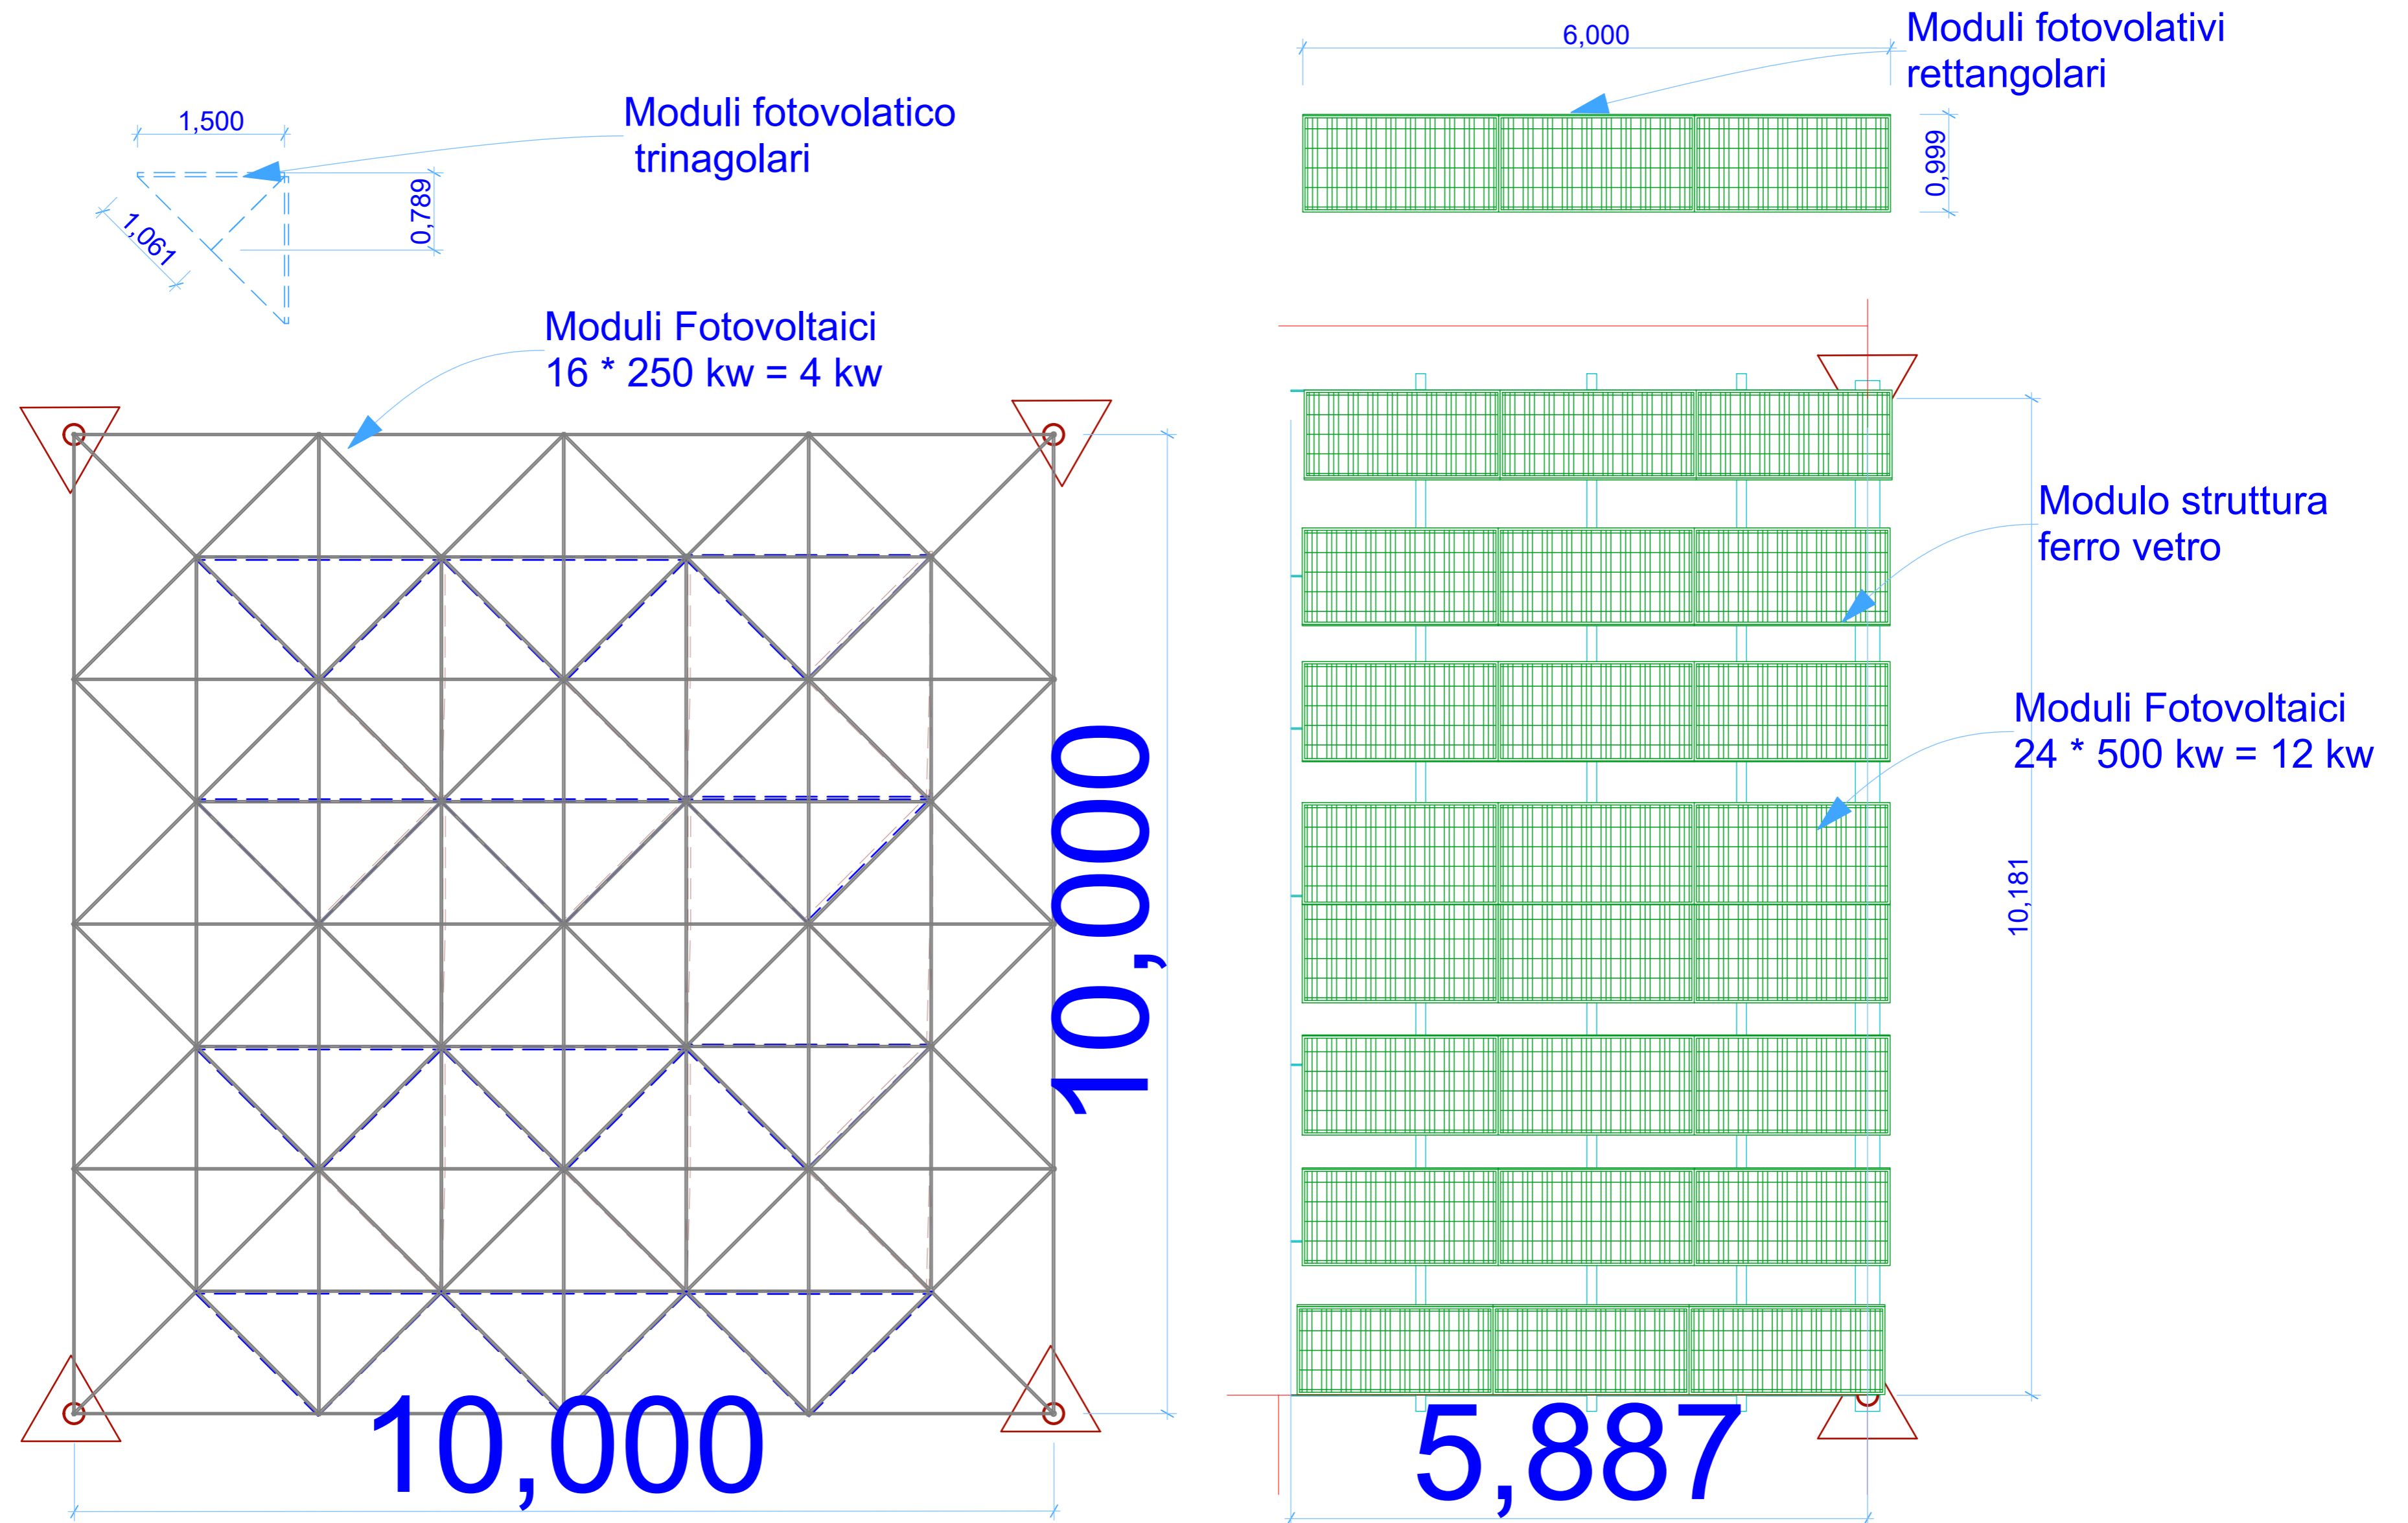 6,000
Moduli fotovolativi
rettangolari
0,999
Moduli fotovolatico
trinagolari
1,500
0,789
1,061
Moduli Fotovoltaici
16 * 250 kw = 4 kw
10,000
10,000
Modulo struttura
ferro vetro
Moduli Fotovoltaici
24 * 500 kw = 12 kw
10,181
5,887